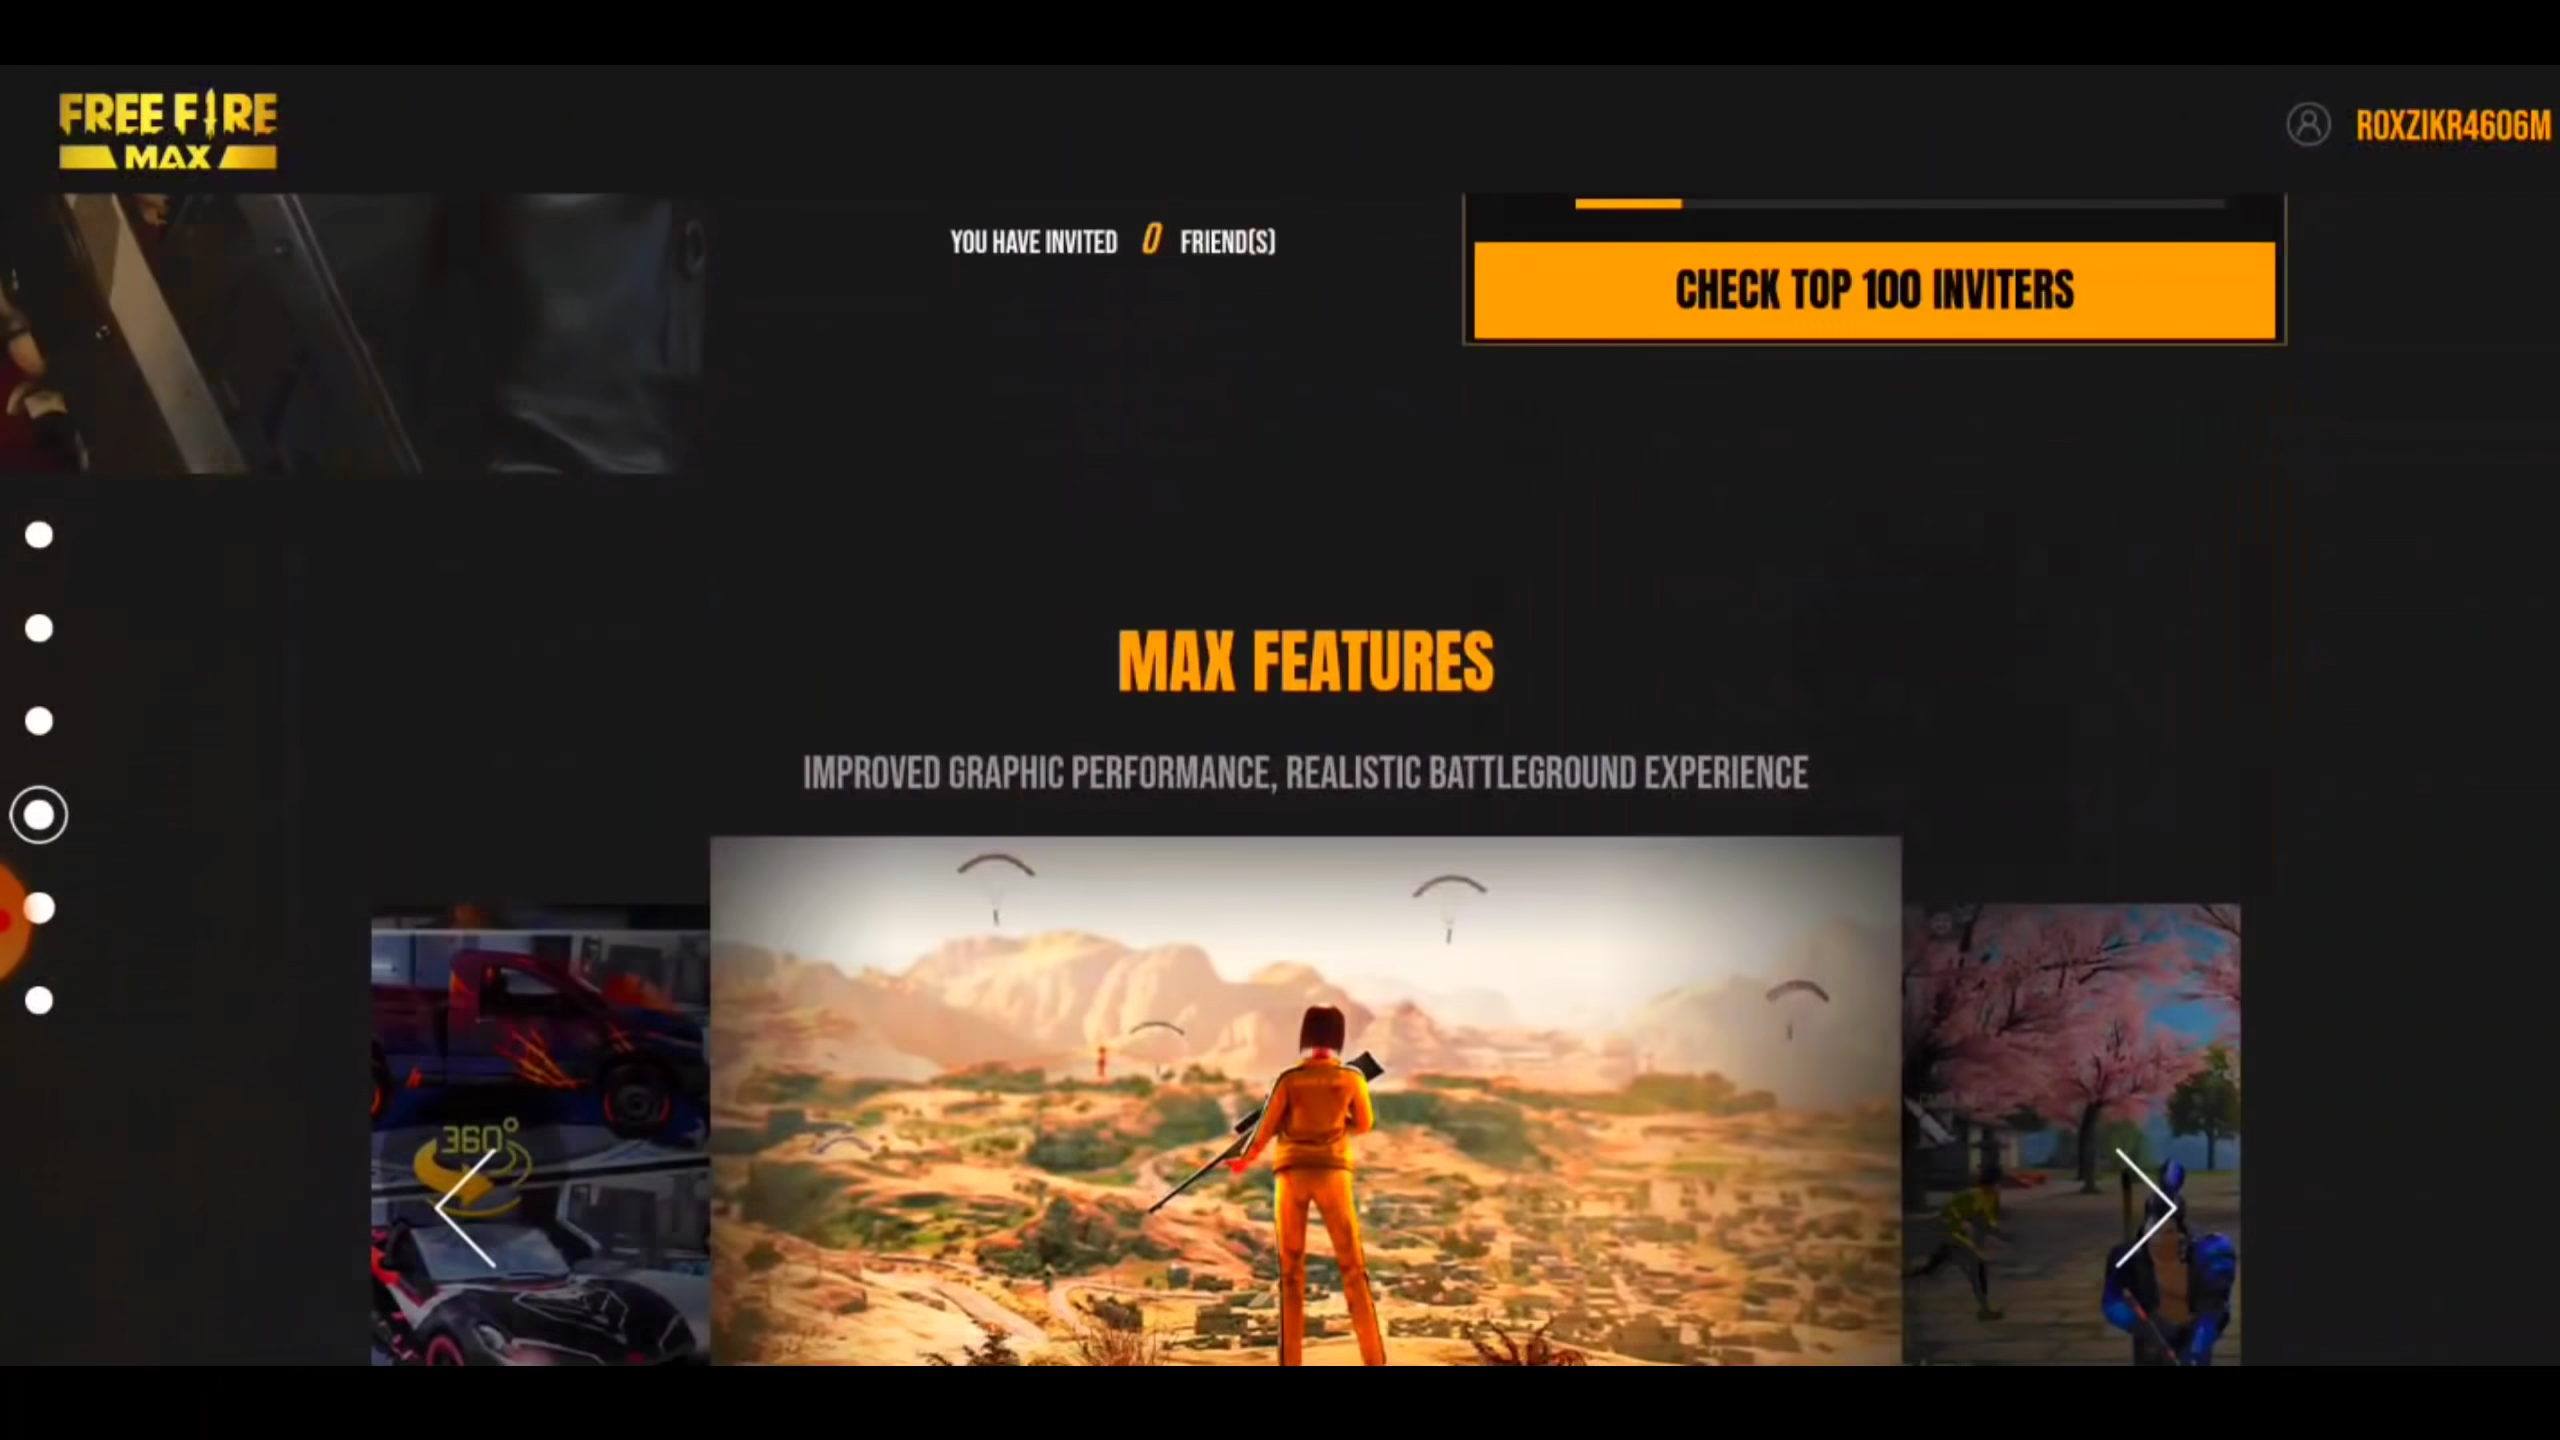 FREE FIRE
MAX
ROXZIKR4606M
YOU HAVE INVITED 0 FRIEND(S)
CHECK TOP 100 INVITERS
MAX FEATURES
IMPROVED GRAPHIC PERFORMANCE, REALISTIC BATTLEGROUND EXPERIENCE
360°